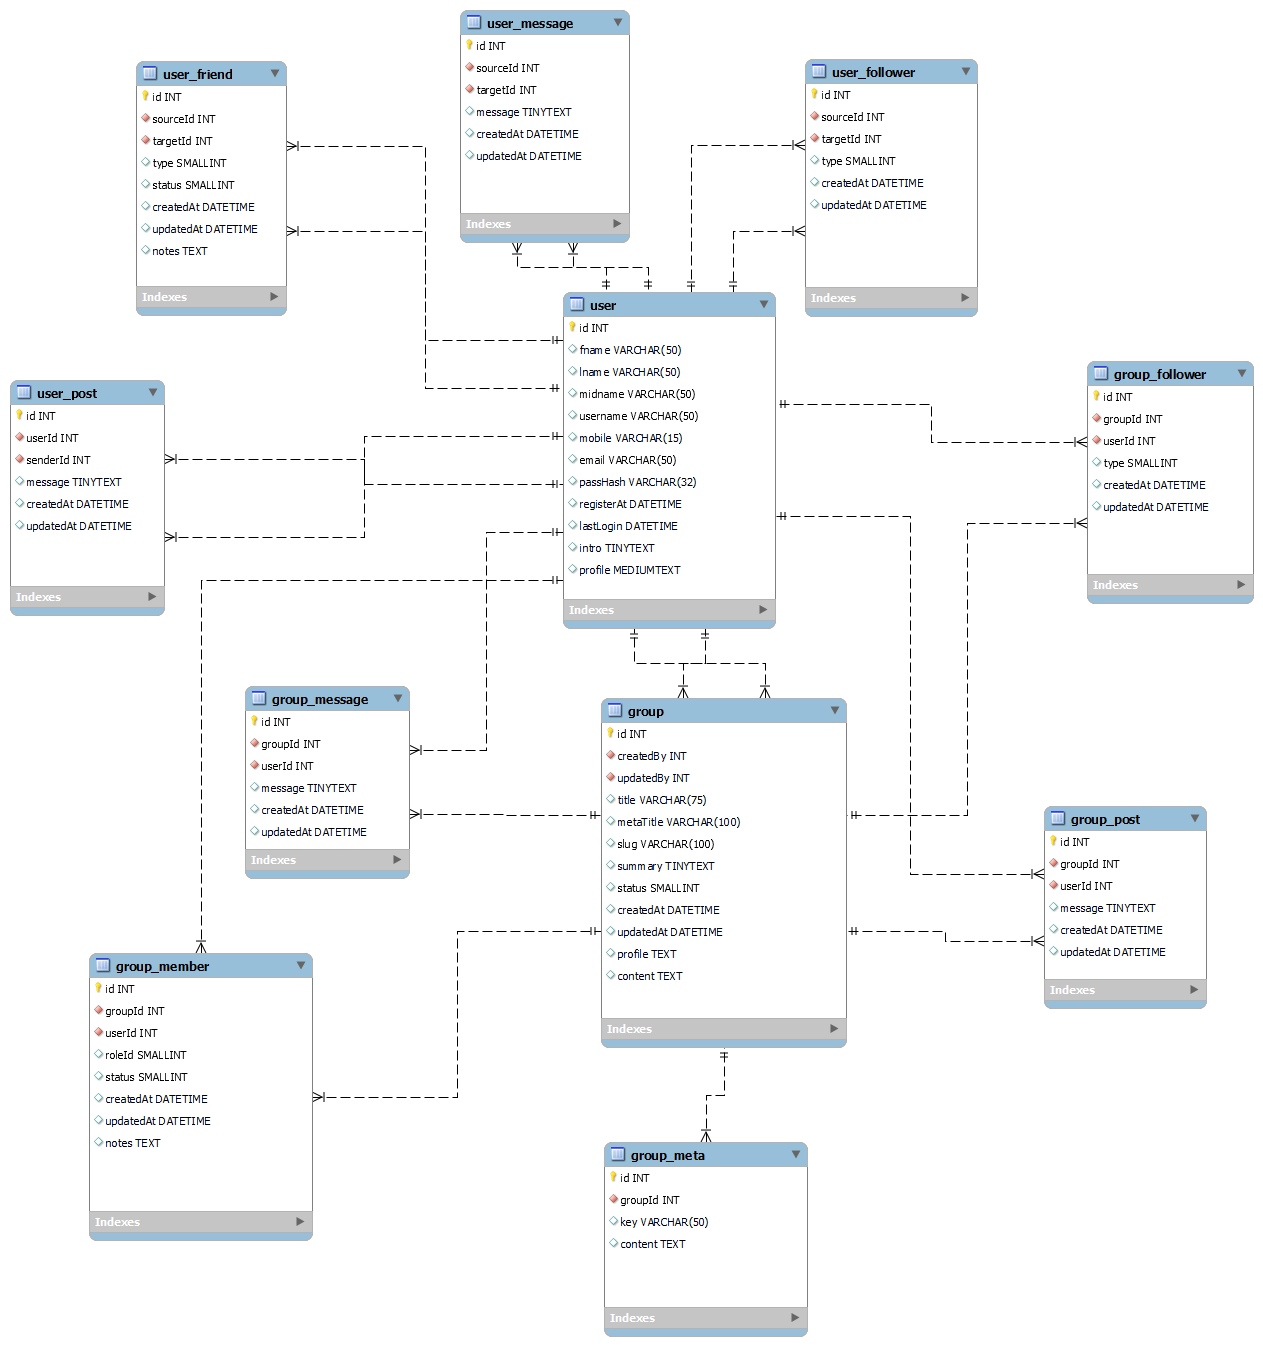 user_message
id INT
sourceId INT
targetId INT
message TINYTEXT
createdAt DATETIME
updatedAt DATETIME
Indexes
user_friend
id INT
sourceId INT
targetId INT
type SMALLINT
status SMALLINT
createdAt DATETIME
updatedAt DATETIME
notes TEXT
Indexes
user_follower
id INT
sourceId INT
targetId INT
type SMALLINT
createdAt DATETIME
updatedAt DATETIME
Indexes
user
id INT
fname VARCHAR(50)
lname VARCHAR(50)
midname VARCHAR(50)
username VARCHAR(50)
mobile VARCHAR(15)
email VARCHAR(50)
passHash VARCHAR(32)
registerAt DATETIME
lastLogin DATETIME
intro TINYTEXT
profile MEDIUMTEXT
Indexes
user_post
id INT
userId INT
senderId INT
message TINYTEXT
createdAt DATETIME
updatedAt DATETIME
Indexes
group_follower
id INT
groupId INT
userId INT
type SMALLINT
createdAt DATETIME
updatedAt DATETIME
Indexes
group_message
id INT
groupId INT
userId INT
message TINYTEXT
createdAt DATETIME
updatedAt DATETIME
Indexes
group
id INT
createdBy INT
updatedBy INT
title VARCHAR(75)
metaTitle VARCHAR(100)
slug VARCHAR(100)
summary TINYTEXT
status SMALLINT
createdAt DATETIME
updatedAt DATETIME
profile TEXT
content TEXT
Indexes
group_post
id INT
groupId INT
userId INT
message TINYTEXT
createdAt DATETIME
updatedAt DATETIME
Indexes
group_member
id INT
groupId INT
userId INT
roleId SMALLINT
status SMALLINT
createdAt DATETIME
updatedAt DATETIME
notes TEXT
Indexes
group_meta
id INT
groupId INT
key VARCHAR(50)
content TEXT
Indexes